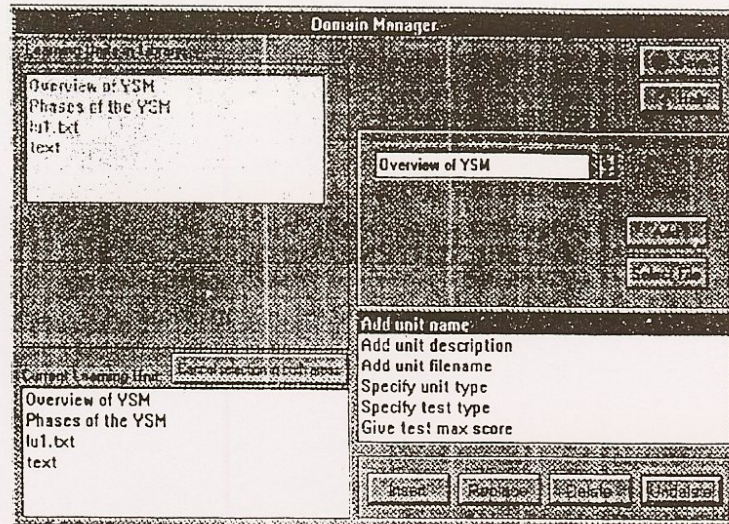 Domain Manager
Learning Units in
Overview of YSM
Phases of the YSM
lu1.txt
text
Overview of YSM
Select File
Add unit name
Add unit description
Add unit filename
Specify unit type
Specify test type
Give test max score
Current Learning Unit
Cancel selection in both areas
Overview of YSM
Phases of the YSM
lu1.txt
text
Insert
Replace
Delete
Undelete